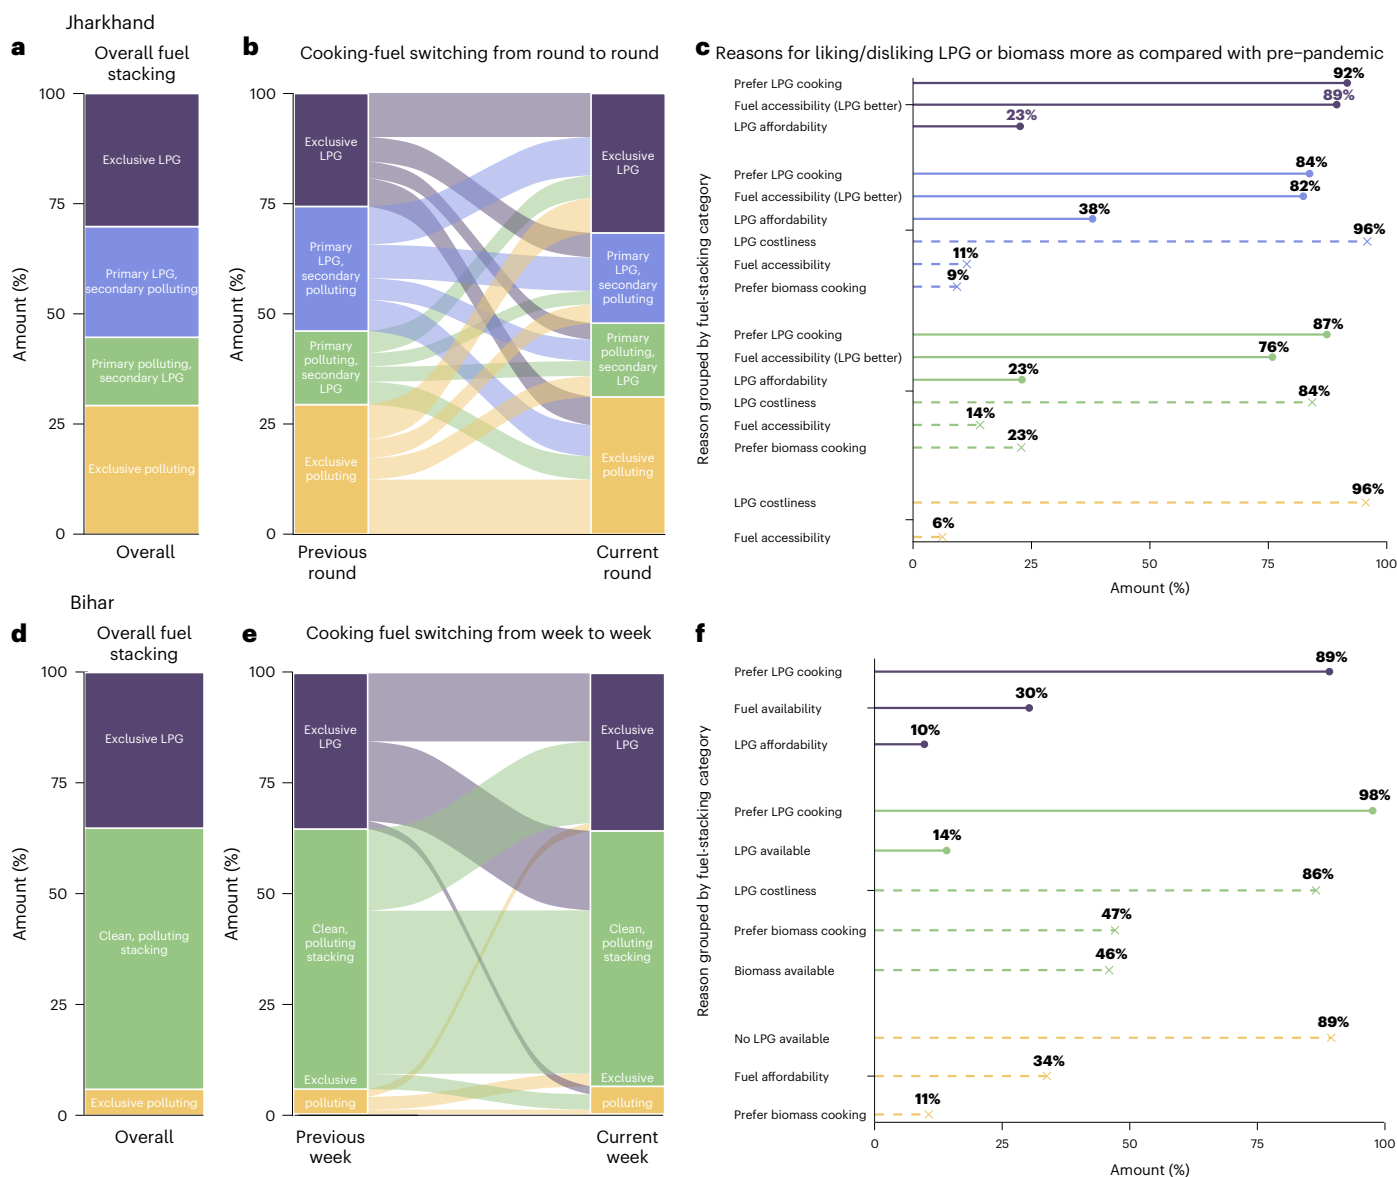 Jharkhand
a
Overall fuel
stacking
100
75
50
25
0
Amount (%)
Exclusive LPG
Primary LPG,
secondary polluting
Primary polluting,
secondary LPG
Exclusive polluting
Overall
b
Cooking-fuel switching from round to round
100
75
50
25
0
Amount (%)
Exclusive
LPG
Primary
LPG,
secondary
polluting
Primary
polluting,
secondary
LPG
Exclusive
polluting
Exclusive
LPG
Primary
LPG,
secondary
polluting
Primary
polluting,
secondary
LPG
Exclusive
polluting
Previous
round
Current
round
c
Reasons for liking/disliking LPG or biomass more as compared with pre-pandemic
Reason grouped by fuel-stacking category
Prefer LPG cooking 92%
Fuel accessibility (LPG better) 89%
LPG affordability 23%
Prefer LPG cooking 84%
Fuel accessibility (LPG better) 82%
LPG affordability 38%
LPG costliness 96%
Fuel accessibility 11%
Prefer biomass cooking 9%
Prefer LPG cooking 87%
Fuel accessibility (LPG better) 76%
LPG affordability 23%
LPG costliness 84%
Fuel accessibility 14%
Prefer biomass cooking 23%
LPG costliness 96%
Fuel accessibility 6%
0 25 50 75 100
Amount (%)
Bihar
d
Overall fuel
stacking
100
75
50
25
0
Amount (%)
Exclusive LPG
Clean, polluting
stacking
Exclusive polluting
Overall
e
Cooking fuel switching from week to week
100
75
50
25
0
Amount (%)
Exclusive
LPG
Clean,
polluting
stacking
Exclusive
polluting
Exclusive
LPG
Clean,
polluting
stacking
Exclusive
polluting
Previous
week
Current
week
f
Reason grouped by fuel-stacking category
Prefer LPG cooking 89%
Fuel availability 30%
LPG affordability 10%
Prefer LPG cooking 98%
LPG available 14%
LPG costliness 86%
Prefer biomass cooking 47%
Biomass available 46%
No LPG available 89%
Fuel affordability 34%
Prefer biomass cooking 11%
0 25 50 75 100
Amount (%)